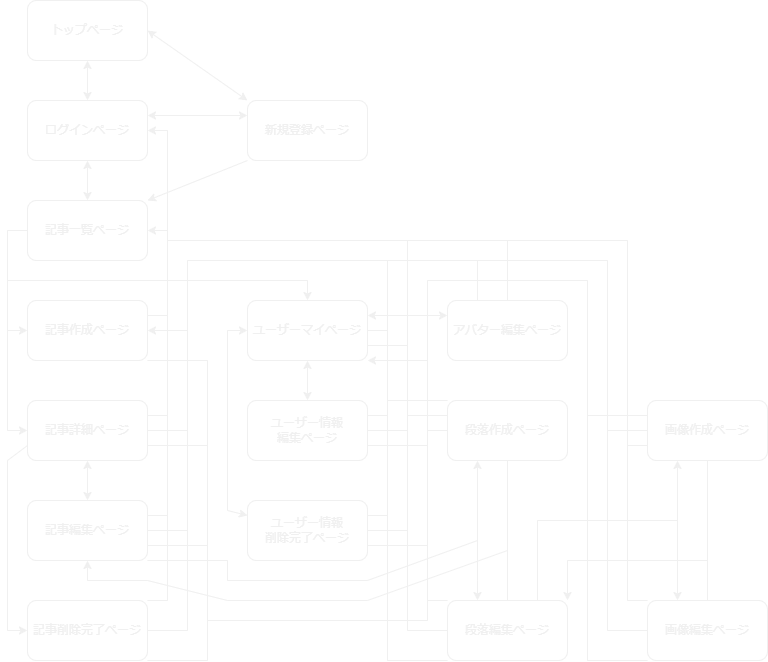 トップページ
ログインページ
新規登録ページ
記事一覧ページ
記事作成ページ
ユーザーマイページ
アバター編集ページ
記事詳細ページ
ユーザー情報
編集ページ
段落作成ページ
画像作成ページ
記事編集ページ
ユーザー情報
削除完了ページ
記事削除完了ページ
段落編集ページ
画像編集ページ